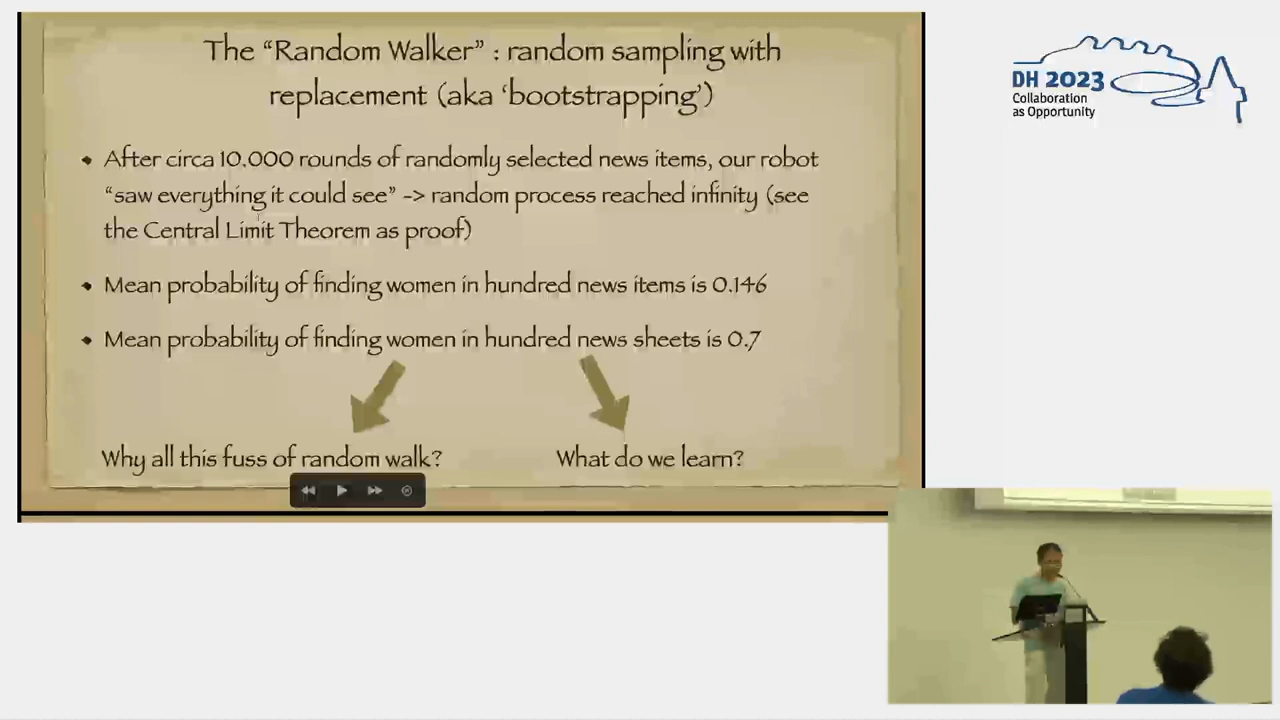 The “Random Walker” : random sampling with
replacement (aka ‘bootstrapping’)
• After circa 10.000 rounds of randomly selected news items, our robot
“saw everything it could see” -> random process reached infinity (see
the Central Limit Theorem as proof)
• Mean probability of finding women in hundred news items is 0.146
• Mean probability of finding women in hundred news sheets is 0.7
Why all this fuss of random walk?
What do we learn?
DH 2023
Collaboration
as Opportunity